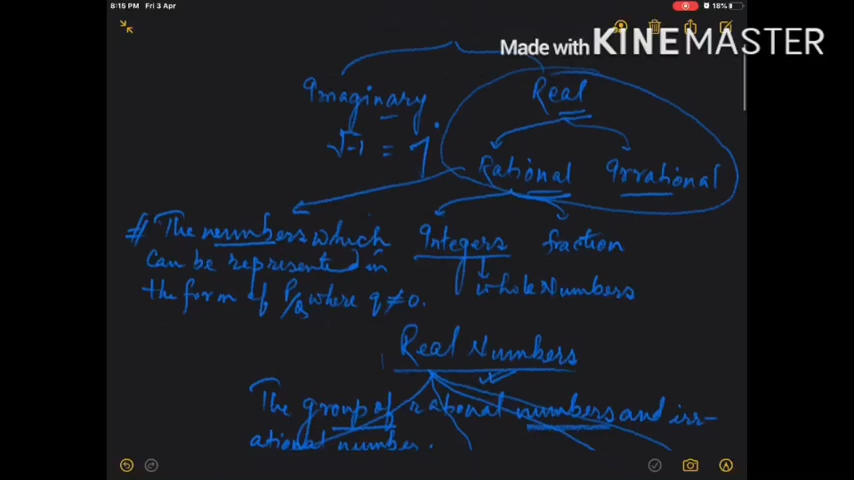 8:15 PM Fri 3 Apr
18%
Made with KINEMASTER
Imaginary
Real
√-1 = i
Rational
Irrational
# The numbers which
Integers
fraction
can be represented in
whole Numbers
the form of P/Q where q ≠ 0.
Real Numbers
The group of rational numbers and irr-
ational number.